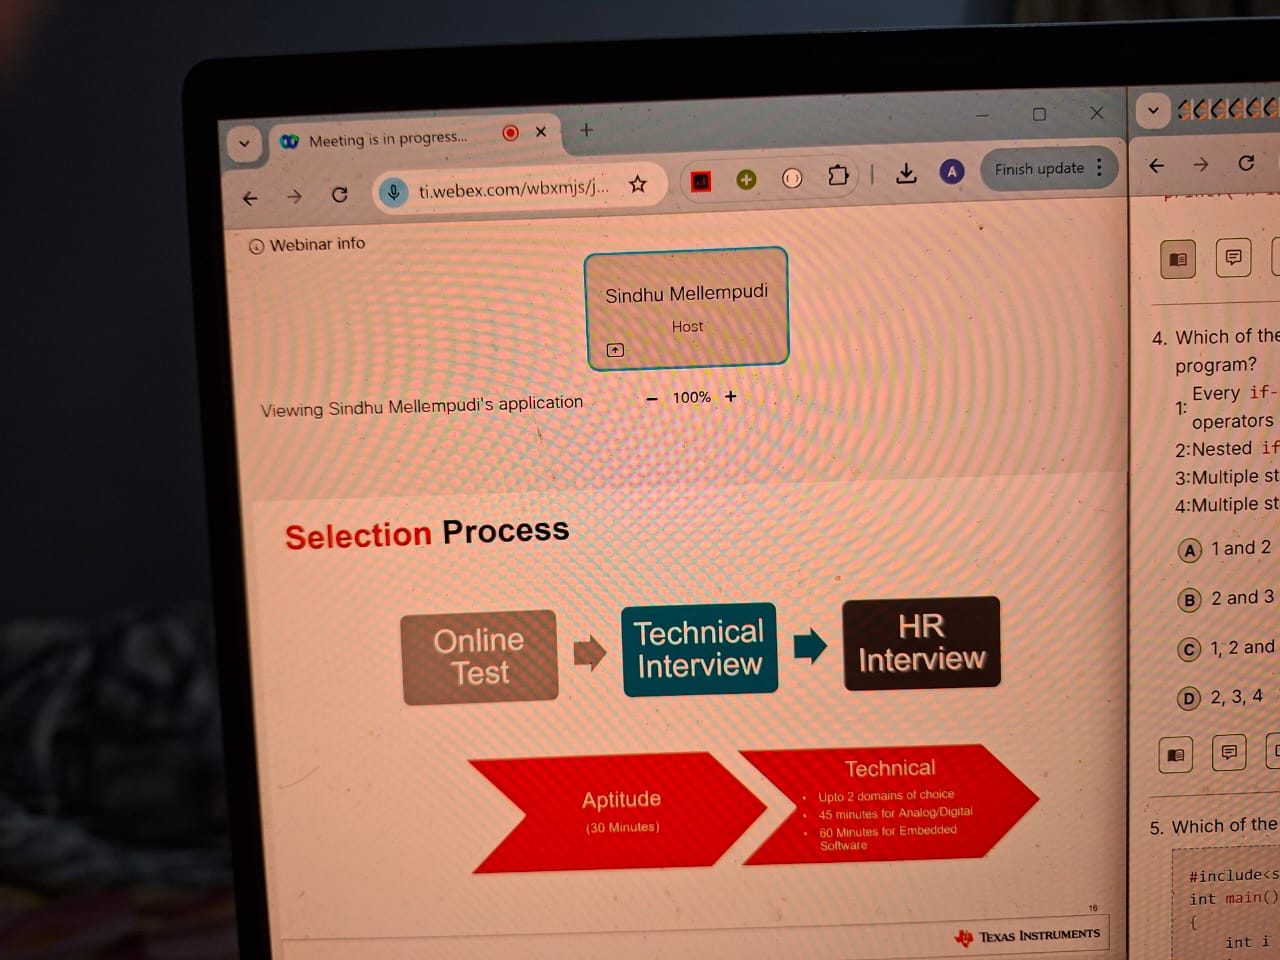 Meeting is in progress...
ti.webex.com/wbxmjs/j...
A
Finish update
Webinar info
Sindhu Mellempudi
Host
Viewing Sindhu Mellempudi's application
− 100% +
Selection Process
Online
Test
Technical
Interview
HR
Interview
Aptitude
(30 Minutes)
Technical
• Upto 2 domains of choice
• 45 minutes for Analog/Digital
• 60 Minutes for Embedded
Software
16
TEXAS INSTRUMENTS
4. Which of the
program?
Every if-
1:
operators
2:Nested if
3:Multiple st
4:Multiple st
A 1 and 2
B 2 and 3
C 1, 2 and
D 2, 3, 4
5. Which of the
#include<s
int main()
{
int i